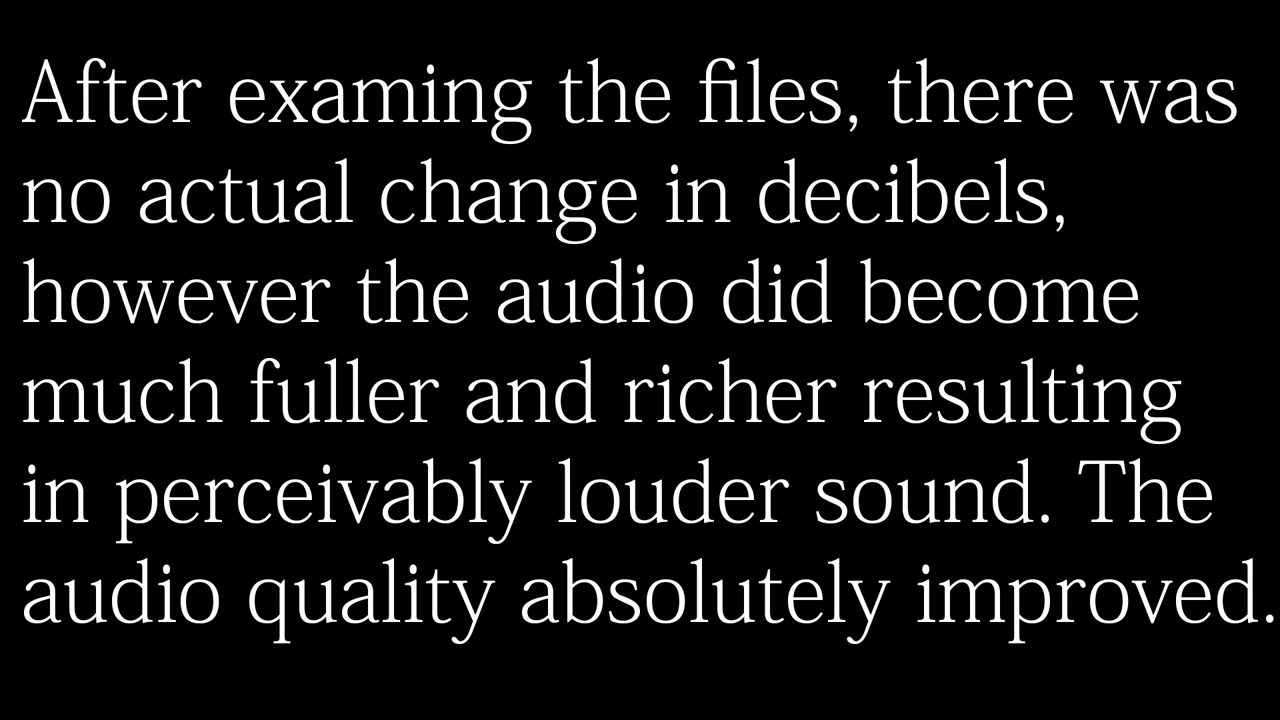 After examing the files, there was
no actual change in decibels,
however the audio did become
much fuller and richer resulting
in perceivably louder sound. The
audio quality absolutely improved.